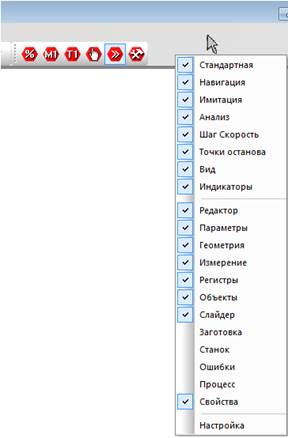 % M1 T1
Стандартная
Навигация
Имитация
Анализ
Шаг Скорость
Точки останова
Вид
Индикаторы
Редактор
Параметры
Геометрия
Измерение
Регистры
Объекты
Слайдер
Заготовка
Станок
Ошибки
Процесс
Свойства
Настройка